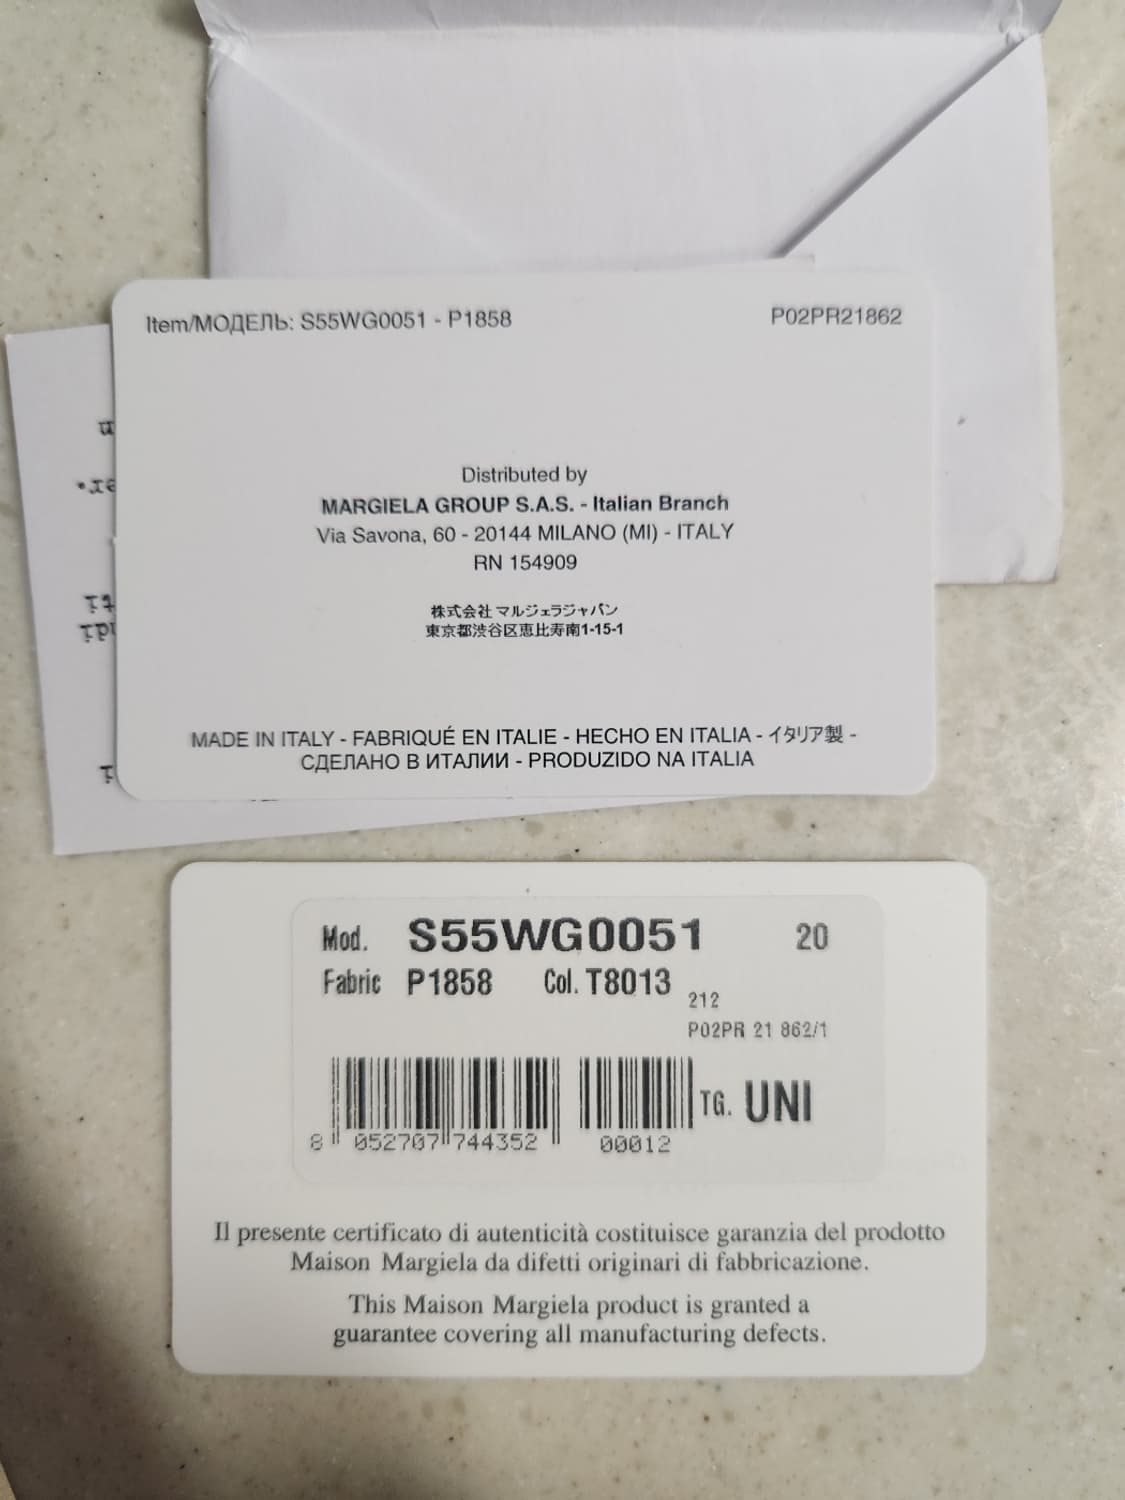 Item/МОДЕЛЬ: S55WG0051 - P1858
P02PR21862
Distributed by
MARGIELA GROUP S.A.S. - Italian Branch
Via Savona, 60 - 20144 MILANO (MI) - ITALY
RN 154909
株式会社 マルジェラジャパン
東京都渋谷区恵比寿南1-15-1
MADE IN ITALY - FABRIQUÉ EN ITALIE - HECHO EN ITALIA - イタリア製 -
СДЕЛАНО В ИТАЛИИ - PRODUZIDO NA ITALIA
Mod. S55WG0051 20
Fabric P1858 Col. T8013
212
P02PR 21 862/1
TG. UNI
8 052707 744352 00012
Il presente certificato di autenticità costituisce garanzia del prodotto
Maison Margiela da difetti originari di fabbricazione.
This Maison Margiela product is granted a
guarantee covering all manufacturing defects.